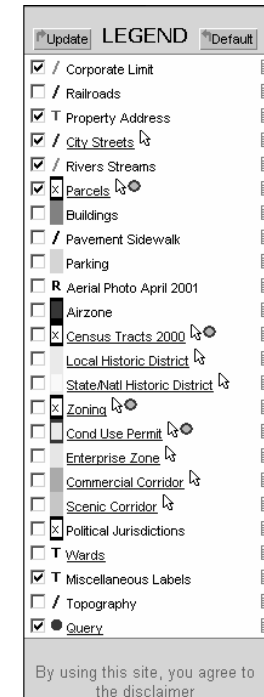 Update LEGEND Default
Corporate Limit
Railroads
T Property Address
City Streets
Rivers Streams
X Parcels
Buildings
Pavement Sidewalk
Parking
R Aerial Photo April 2001
Airzone
X Census Tracts 2000
Local Historic District
State/Natl Historic District
X Zoning
Cond Use Permit
Enterprise Zone
Commercial Corridor
Scenic Corridor
X Political Jurisdictions
T Wards
T Miscellaneous Labels
Topography
Query
By using this site, you agree to
the disclaimer